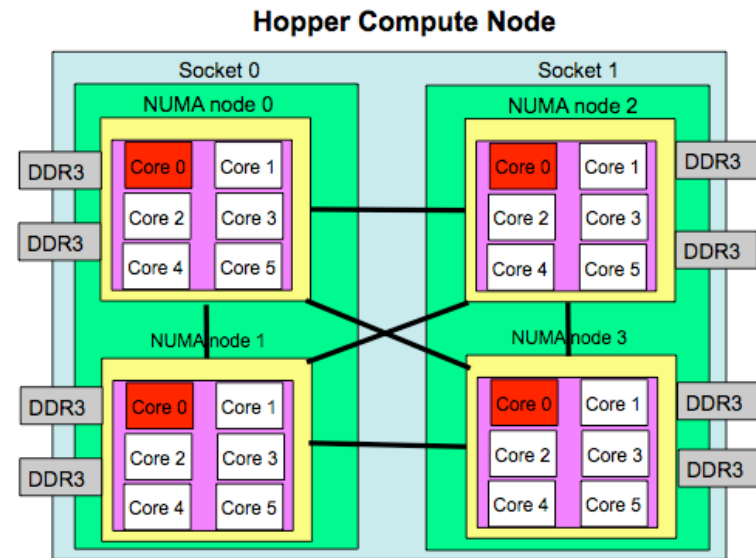 Hopper Compute Node
Socket 0
Socket 1
NUMA node 0
NUMA node 2
DDR3
Core 0
Core 1
Core 0
Core 1
DDR3
Core 2
Core 3
Core 2
Core 3
DDR3
DDR3
Core 4
Core 5
Core 4
Core 5
NUMA node 1
NUMA node 3
DDR3
Core 0
Core 1
Core 0
Core 1
DDR3
Core 2
Core 3
Core 2
Core 3
DDR3
DDR3
Core 4
Core 5
Core 4
Core 5